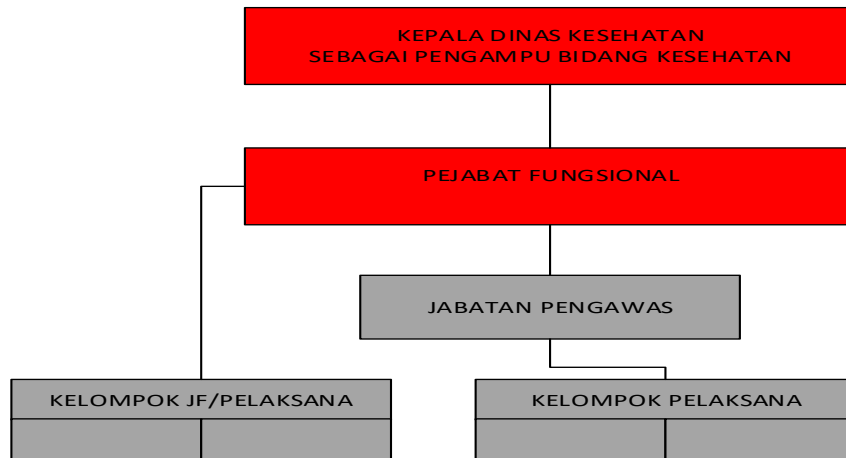 KEPALA DINAS KESEHATAN
SEBAGAI PENGAMPU BIDANG KESEHATAN
PEJABAT FUNGSIONAL
JABATAN PENGAWAS
KELOMPOK JF/PELAKSANA
KELOMPOK PELAKSANA